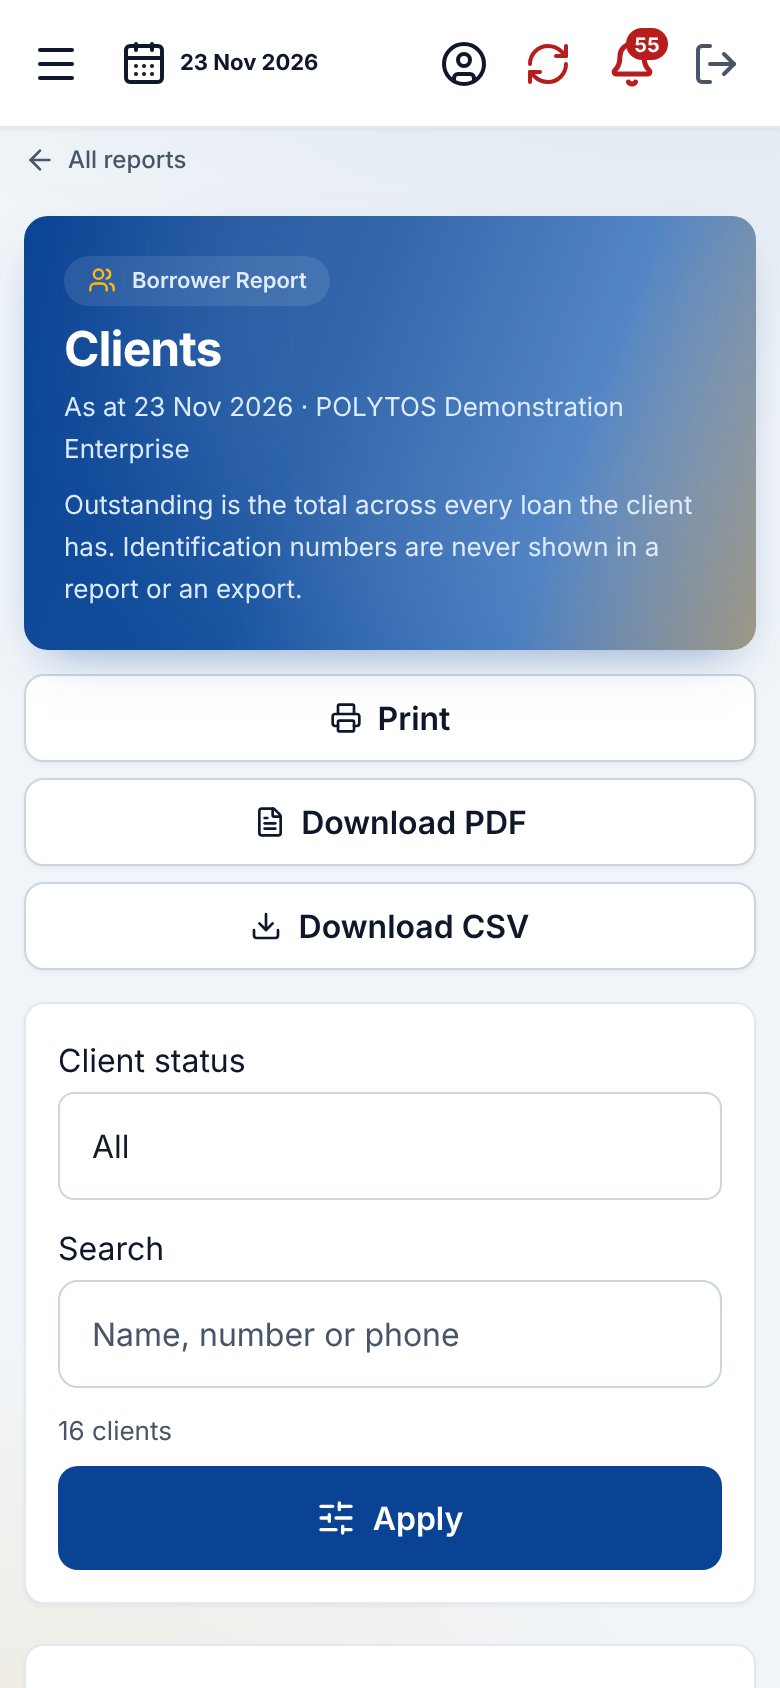 23 Nov 2026
55
All reports
Borrower Report
Clients
As at 23 Nov 2026 · POLYTOS Demonstration
Enterprise
Outstanding is the total across every loan the client
has. Identification numbers are never shown in a
report or an export.
Print
Download PDF
Download CSV
Client status
All
Search
Name, number or phone
16 clients
Apply